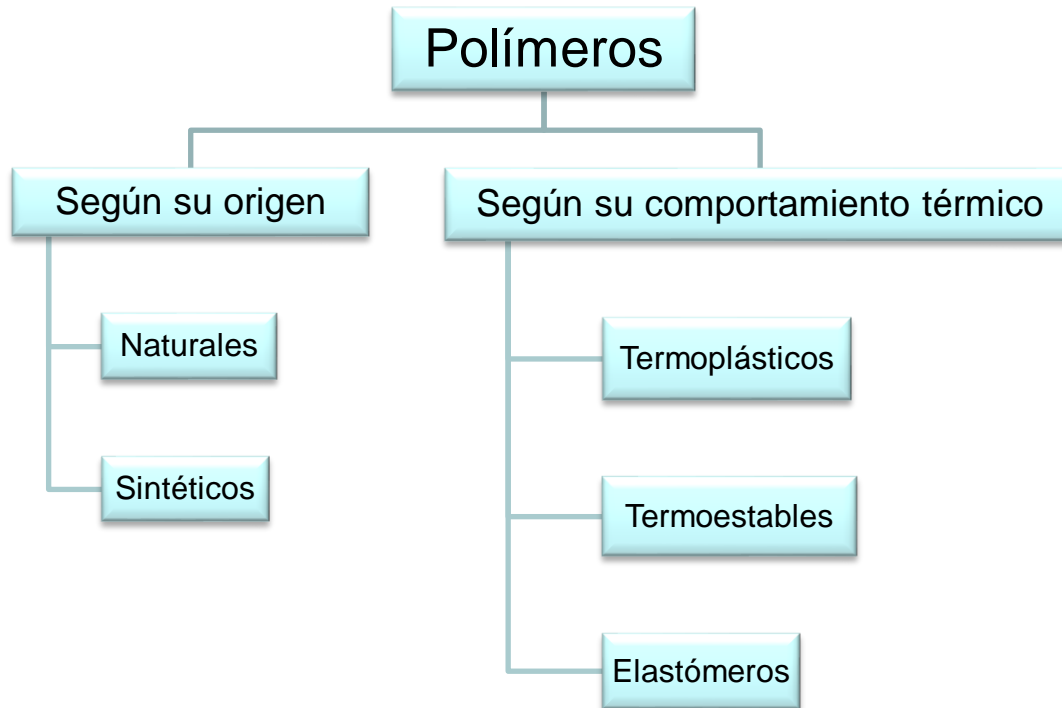 Polímeros
Según su origen
Naturales
Sintéticos
Según su comportamiento térmico
Termoplásticos
Termoestables
Elastómeros